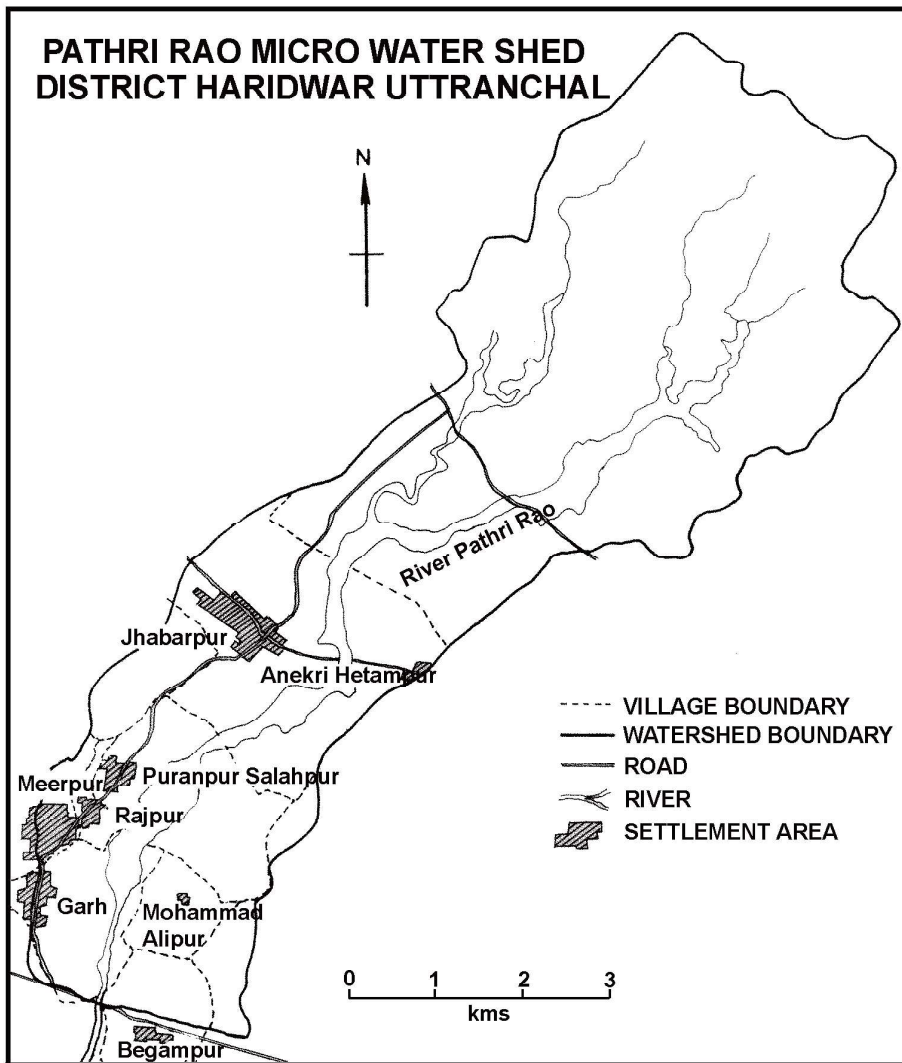 PATHRI RAO MICRO WATER SHED
DISTRICT HARIDWAR UTTRANCHAL
N
River Pathri Rao
Jhabarpur
Anekri Hetampur
VILLAGE BOUNDARY
WATERSHED BOUNDARY
ROAD
RIVER
SETTLEMENT AREA
Meerpur
Puranpur Salahpur
Rajpur
Garh
Mohammad
Alipur
0 1 2 3
kms
Begampur